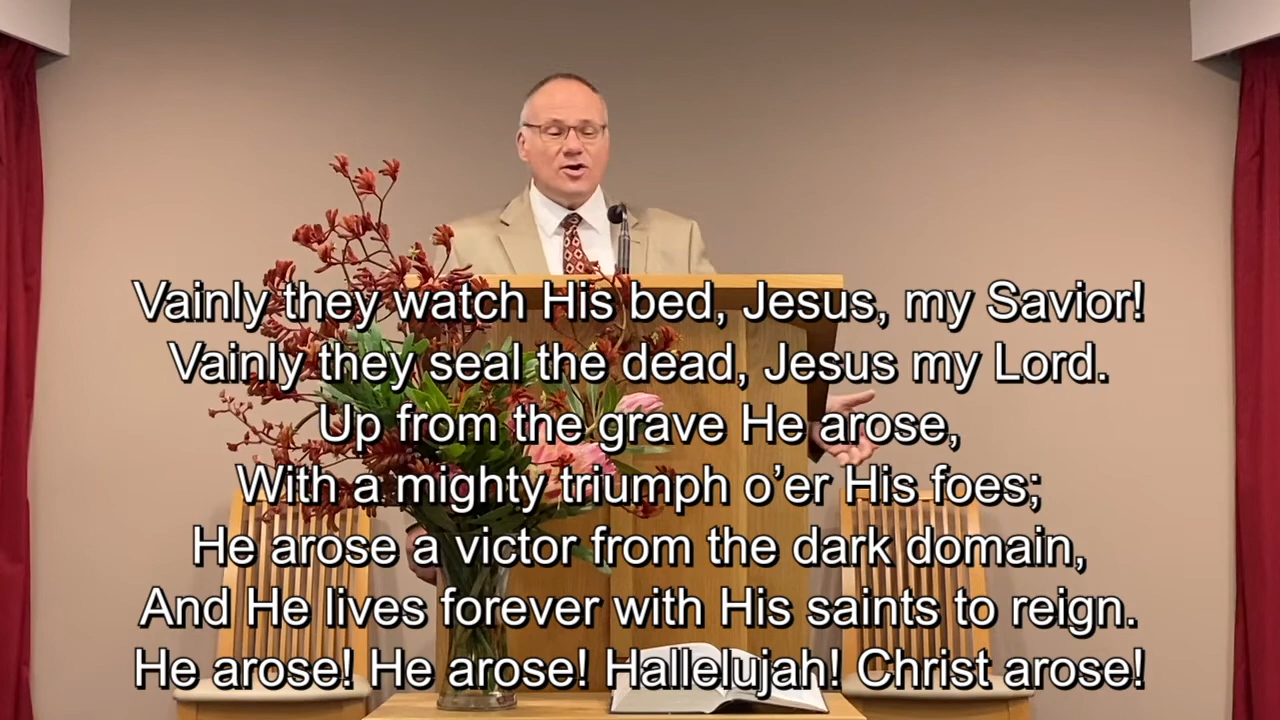 Vainly they watch His bed, Jesus, my Savior!
Vainly they seal the dead, Jesus my Lord.
Up from the grave He arose,
With a mighty triumph o’er His foes;
He arose a victor from the dark domain,
And He lives forever with His saints to reign.
He arose! He arose! Hallelujah! Christ arose!